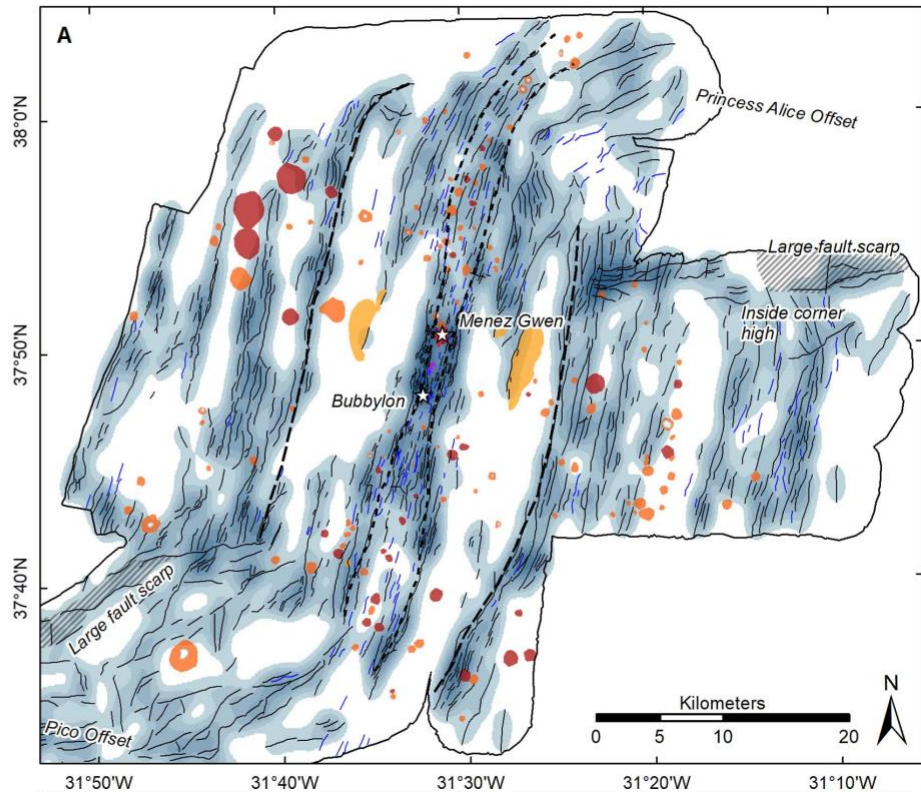 A
38°0'N
37°50'N
37°40'N
Princess Alice Offset
Large fault scarp
Inside corner
high
Menez Gwen
Bubbylon
Large fault scarp
Pico Offset
Kilometers
0 5 10 20
N
31°50'W 31°40'W 31°30'W 31°20'W 31°10'W